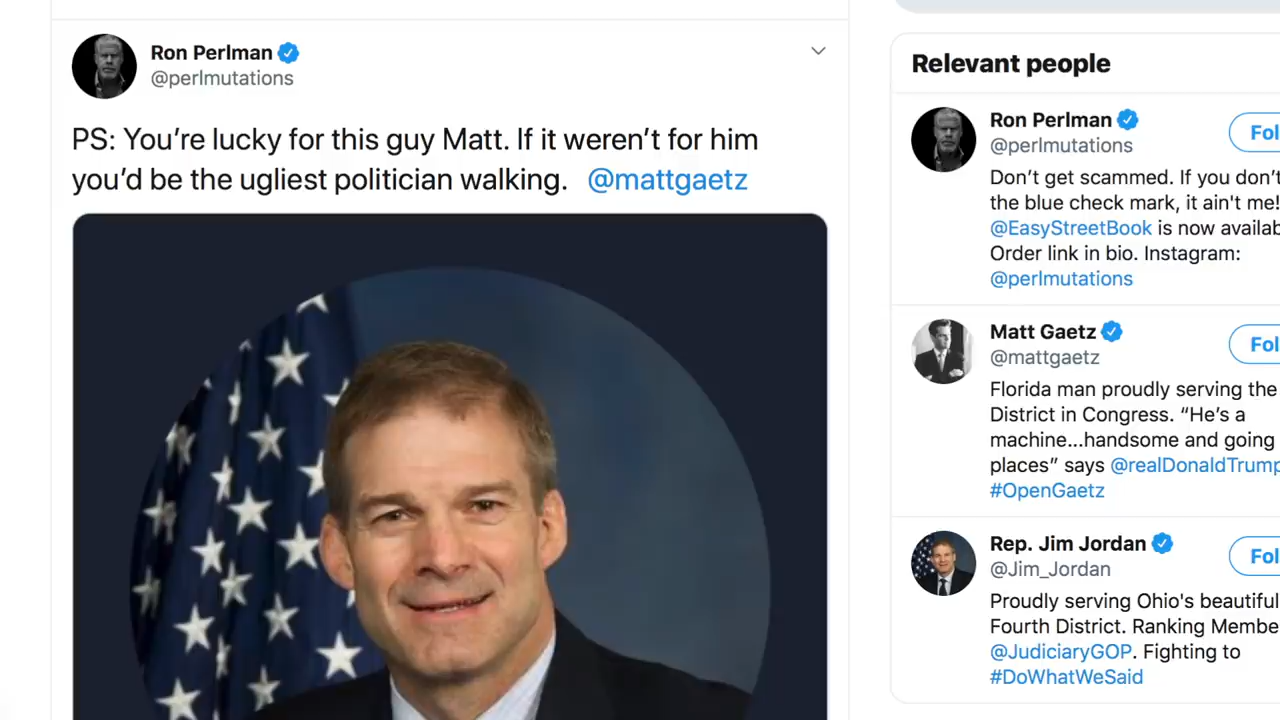 Ron Perlman
@perlmutations
PS: You’re lucky for this guy Matt. If it weren’t for him
you’d be the ugliest politician walking. @mattgaetz
Relevant people
Ron Perlman
@perlmutations
Fol
Don’t get scammed. If you don’t
the blue check mark, it ain't me!
@EasyStreetBook is now availab
Order link in bio. Instagram:
@perlmutations
Matt Gaetz
@mattgaetz
Fol
Florida man proudly serving the
District in Congress. “He’s a
machine...handsome and going
places” says @realDonaldTrump
#OpenGaetz
Rep. Jim Jordan
@Jim_Jordan
Fol
Proudly serving Ohio's beautiful
Fourth District. Ranking Membe
@JudiciaryGOP. Fighting to
#DoWhatWeSaid